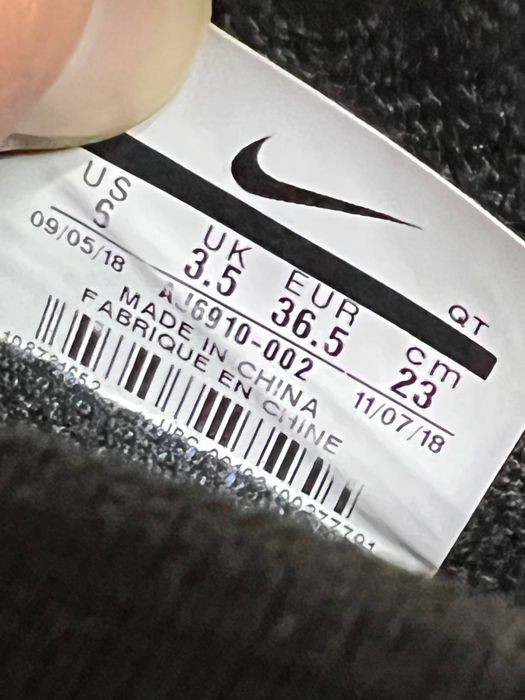 US UK EUR cm QT
5 3.5 36.5 23
09/05/18 AJ6910-002 11/07/18
MADE IN CHINA
FABRIQUE EN CHINE